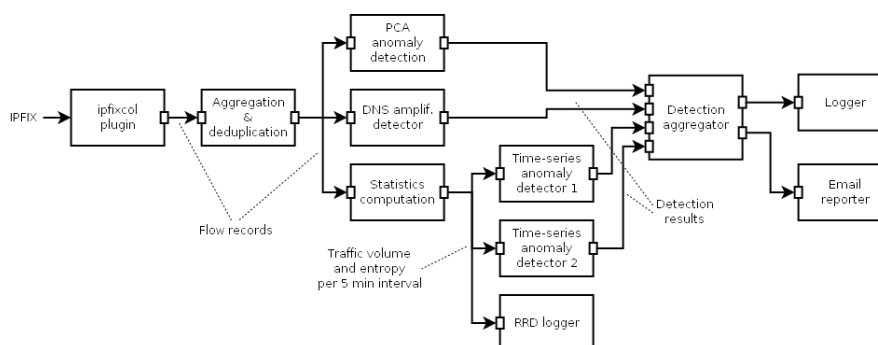 PCA
anomaly
detection
IPFIX
ipfixcol
plugin
Aggregation
&
deduplication
DNS amplif.
detector
Detection
aggregator
Logger
Statistics
computation
Time-series
anomaly
detector 1
Email
reporter
Detection
results
Flow records
Time-series
anomaly
detector 2
Traffic volume
and entropy
per 5 min interval
RRD logger